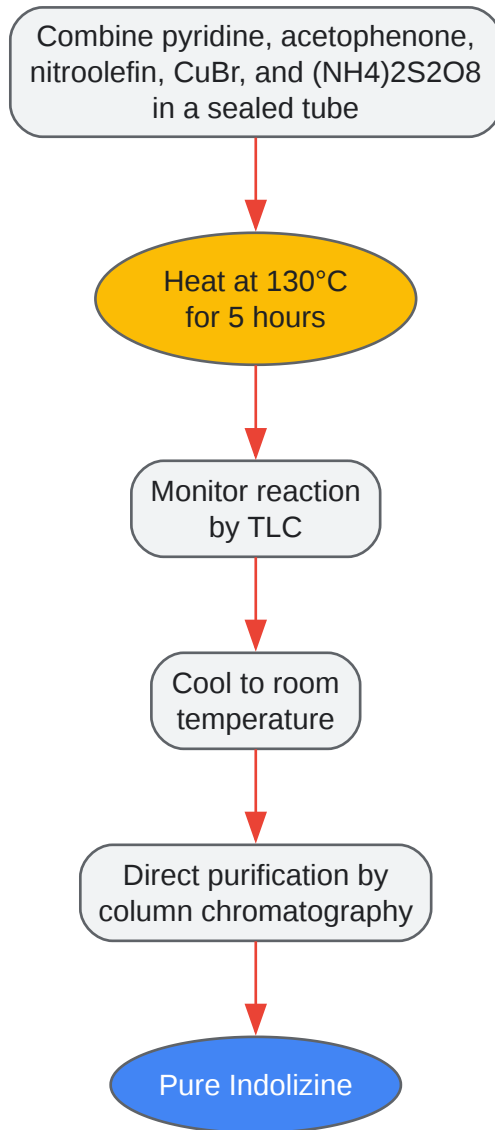 Combine pyridine, acetophenone,
nitroolefin, CuBr, and (NH4)2S2O8
in a sealed tube
Heat at 130°C
for 5 hours
Monitor reaction
by TLC
Cool to room
temperature
Direct purification by
column chromatography
Pure Indolizine